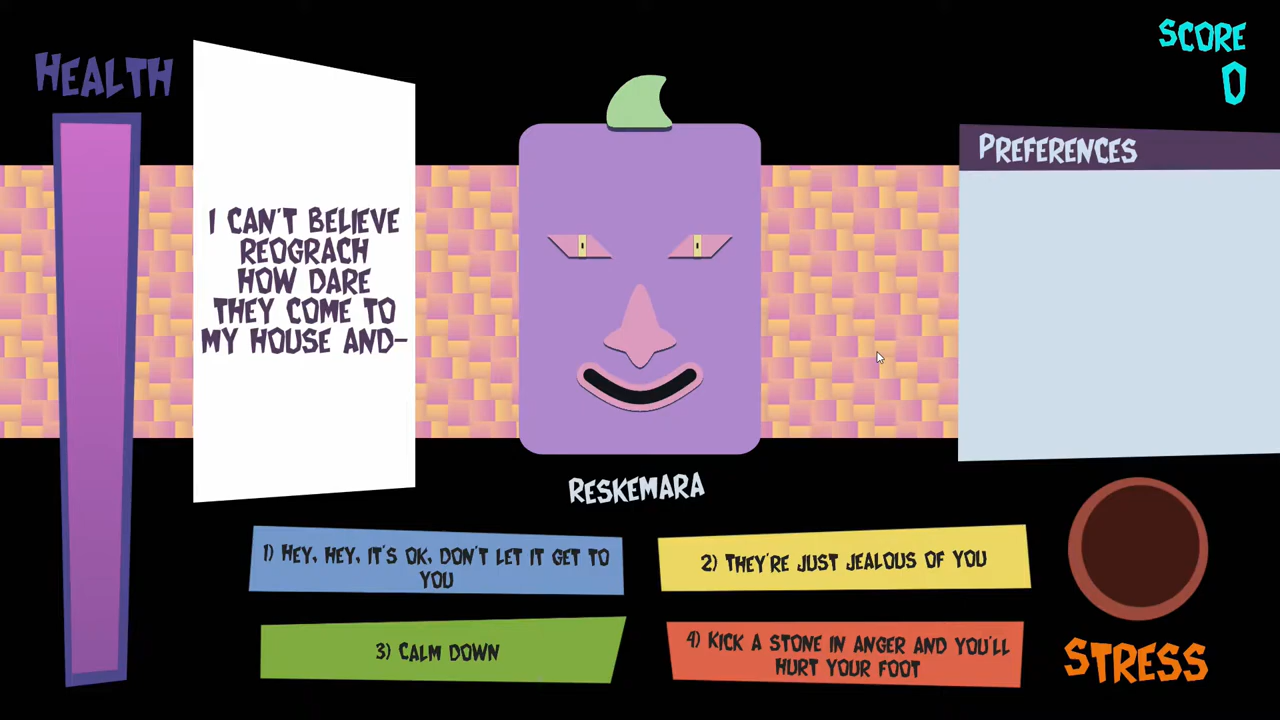 HEALTH
SCORE
0
I CAN'T BELIEVE
REOGRACH
HOW DARE
THEY COME TO
MY HOUSE AND-
PREFERENCES
RESKEMARA
1) HEY, HEY, IT'S OK, DON'T LET IT GET TO
YOU
2) THEY'RE JUST JEALOUS OF YOU
3) CALM DOWN
4) KICK A STONE IN ANGER AND YOU'LL
HURT YOUR FOOT
STRESS